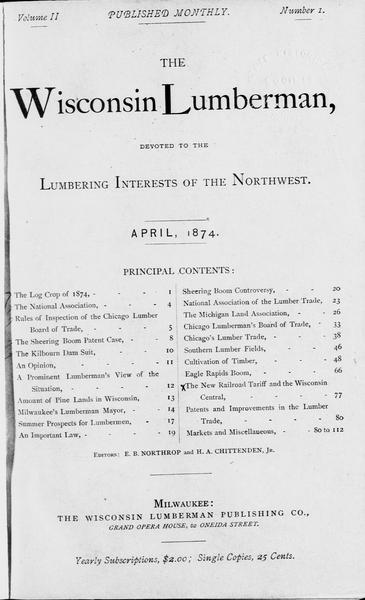 Volume II PUBLISHED MONTHLY. Number 1.
THE
Wisconsin Lumberman,
DEVOTED TO THE
LUMBERING INTERESTS OF THE NORTHWEST.
APRIL, 1874.
PRINCIPAL CONTENTS:
The Log Crop of 1874, - - - - 1
The National Association, - - - 4
Rules of Inspection of the Chicago Lumber
Board of Trade, - - - - 5
The Sheering Boom Patent Case, - - 8
The Kilbourn Dam Suit, - - - 10
An Opinion, - - - - - 11
A Prominent Lumberman's View of the
Situation, - - - - - 12
Amount of Pine Lands in Wisconsin, - 13
Milwaukee's Lumberman Mayor, - - 14
Summer Prospects for Lumbermen, - - 17
An Important Law, - - - - 19
Sheering Boom Controversy, - - - 20
National Association of the Lumber Trade, 23
The Michigan Land Association, - - 26
Chicago Lumberman's Board of Trade, - 33
Chicago's Lumber Trade, - - - 38
Southern Lumber Fields, - - - 46
Cultivation of Timber, - - - - 48
Eagle Rapids Boom, - - - - 66
The New Railroad Tariff and the Wisconsin
Central, - - - - - 77
Patents and Improvements in the Lumber
Trade, - - - - - 80
Markets and Miscellaneous, - - 80 to 112
EDITORS: E. B. NORTHROP and H. A. CHITTENDEN, JR.
MILWAUKEE:
THE WISCONSIN LUMBERMAN PUBLISHING CO.,
GRAND OPERA HOUSE, to ONEIDA STREET.
Yearly Subscriptions, $2.00; Single Copies, 25 Cents.